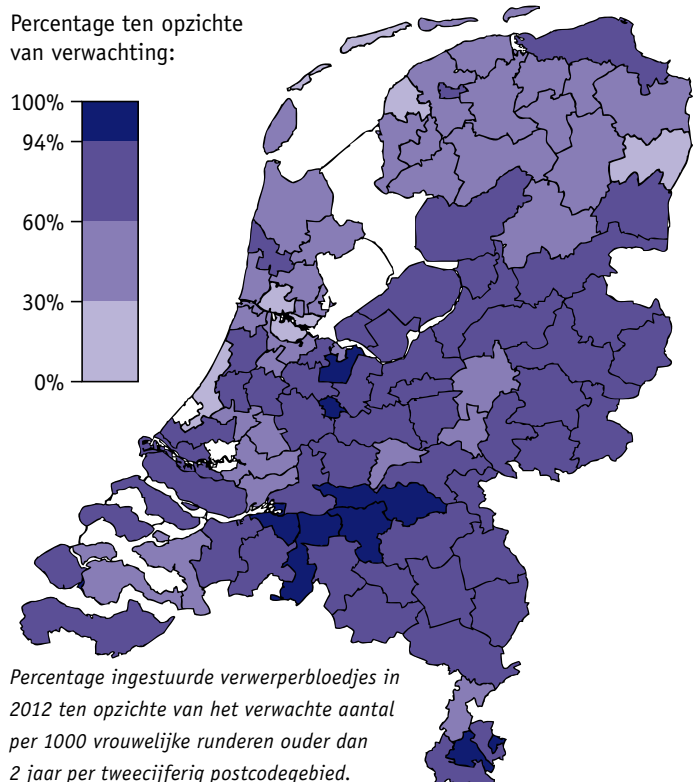 Percentage ten opzichte
van verwachting:
100%
94%
60%
30%
0%
Percentage ingestuurde verwerperbloedjes in
2012 ten opzichte van het verwachte aantal
per 1000 vrouwelijke runderen ouder dan
2 jaar per tweecijferig postcodegebied.